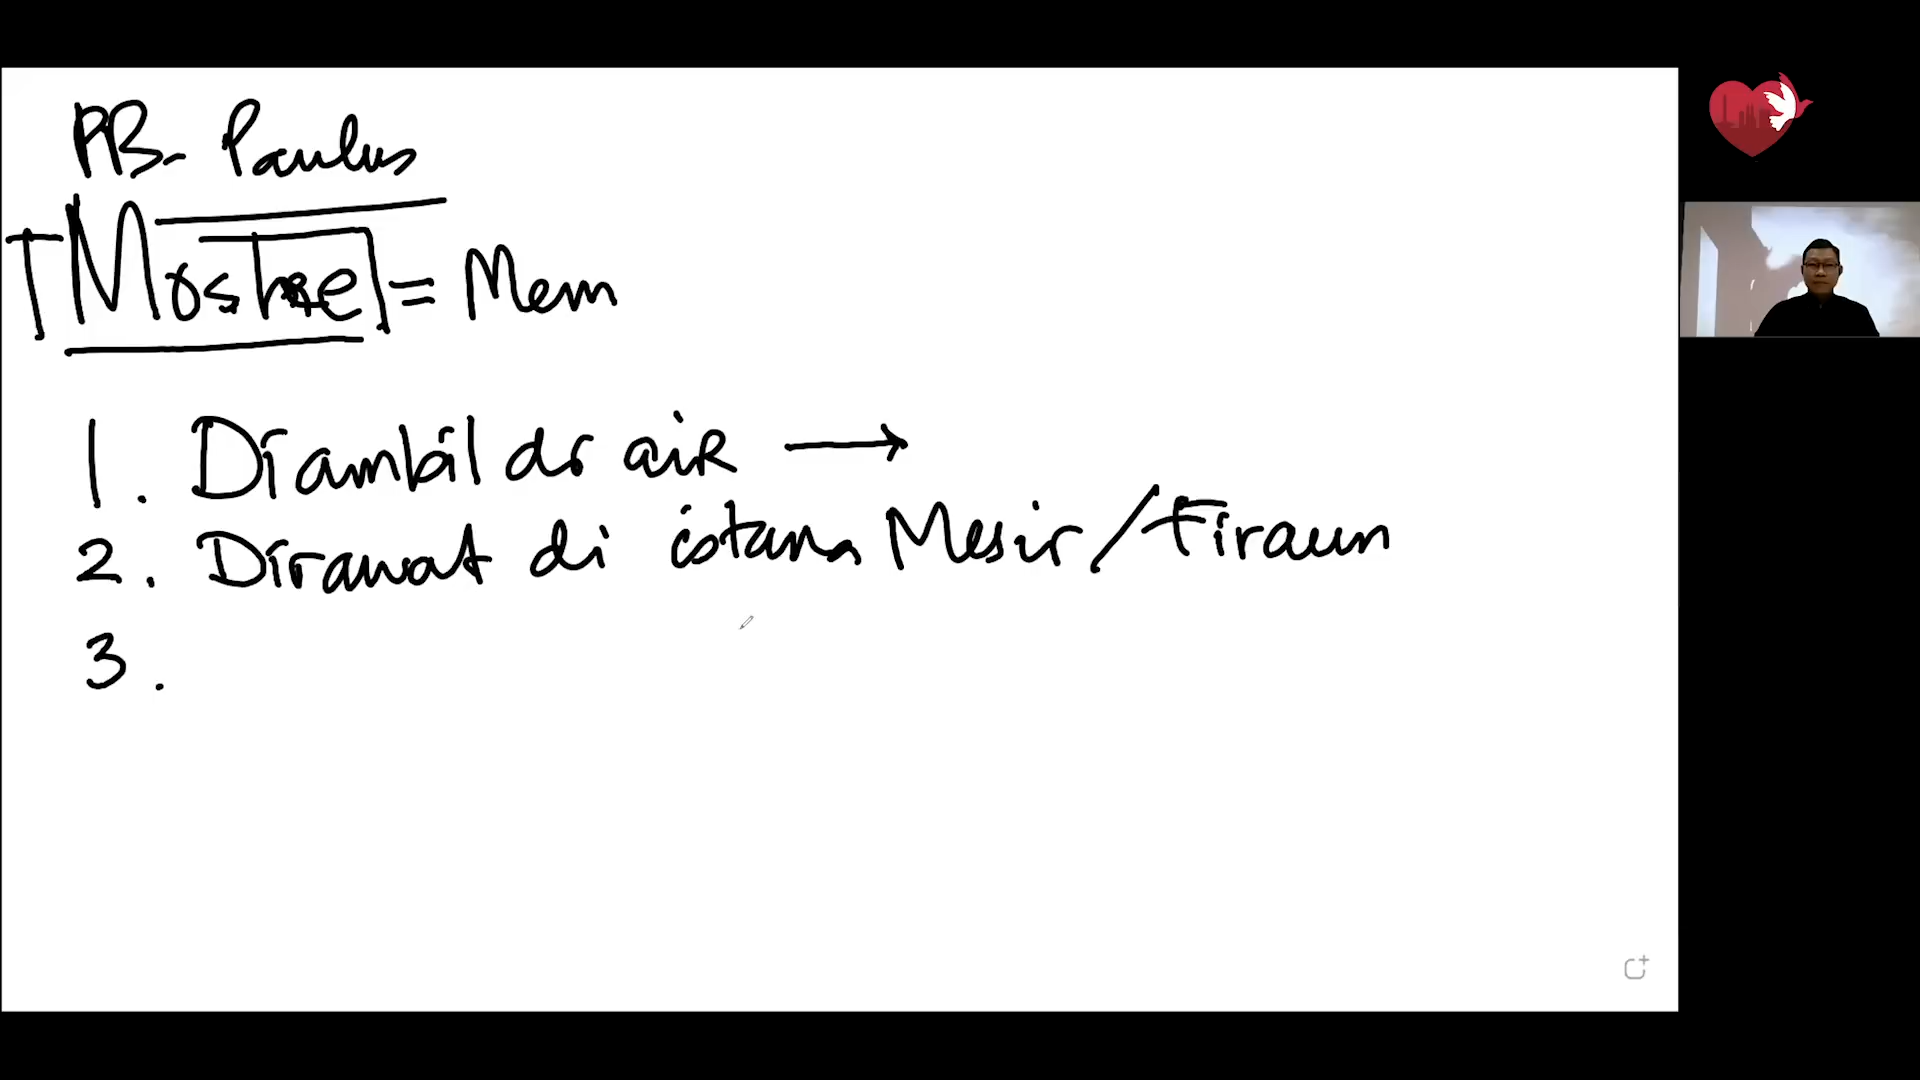 PB- Paulus
Moshe = Mem
1. Diambil dr air →
2. Dirawat di istana Mesir/Firaun
3.